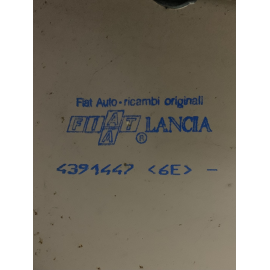 Fiat Auto - ricambi originali
FIAT LANCIA ®
4391447 <6E> -